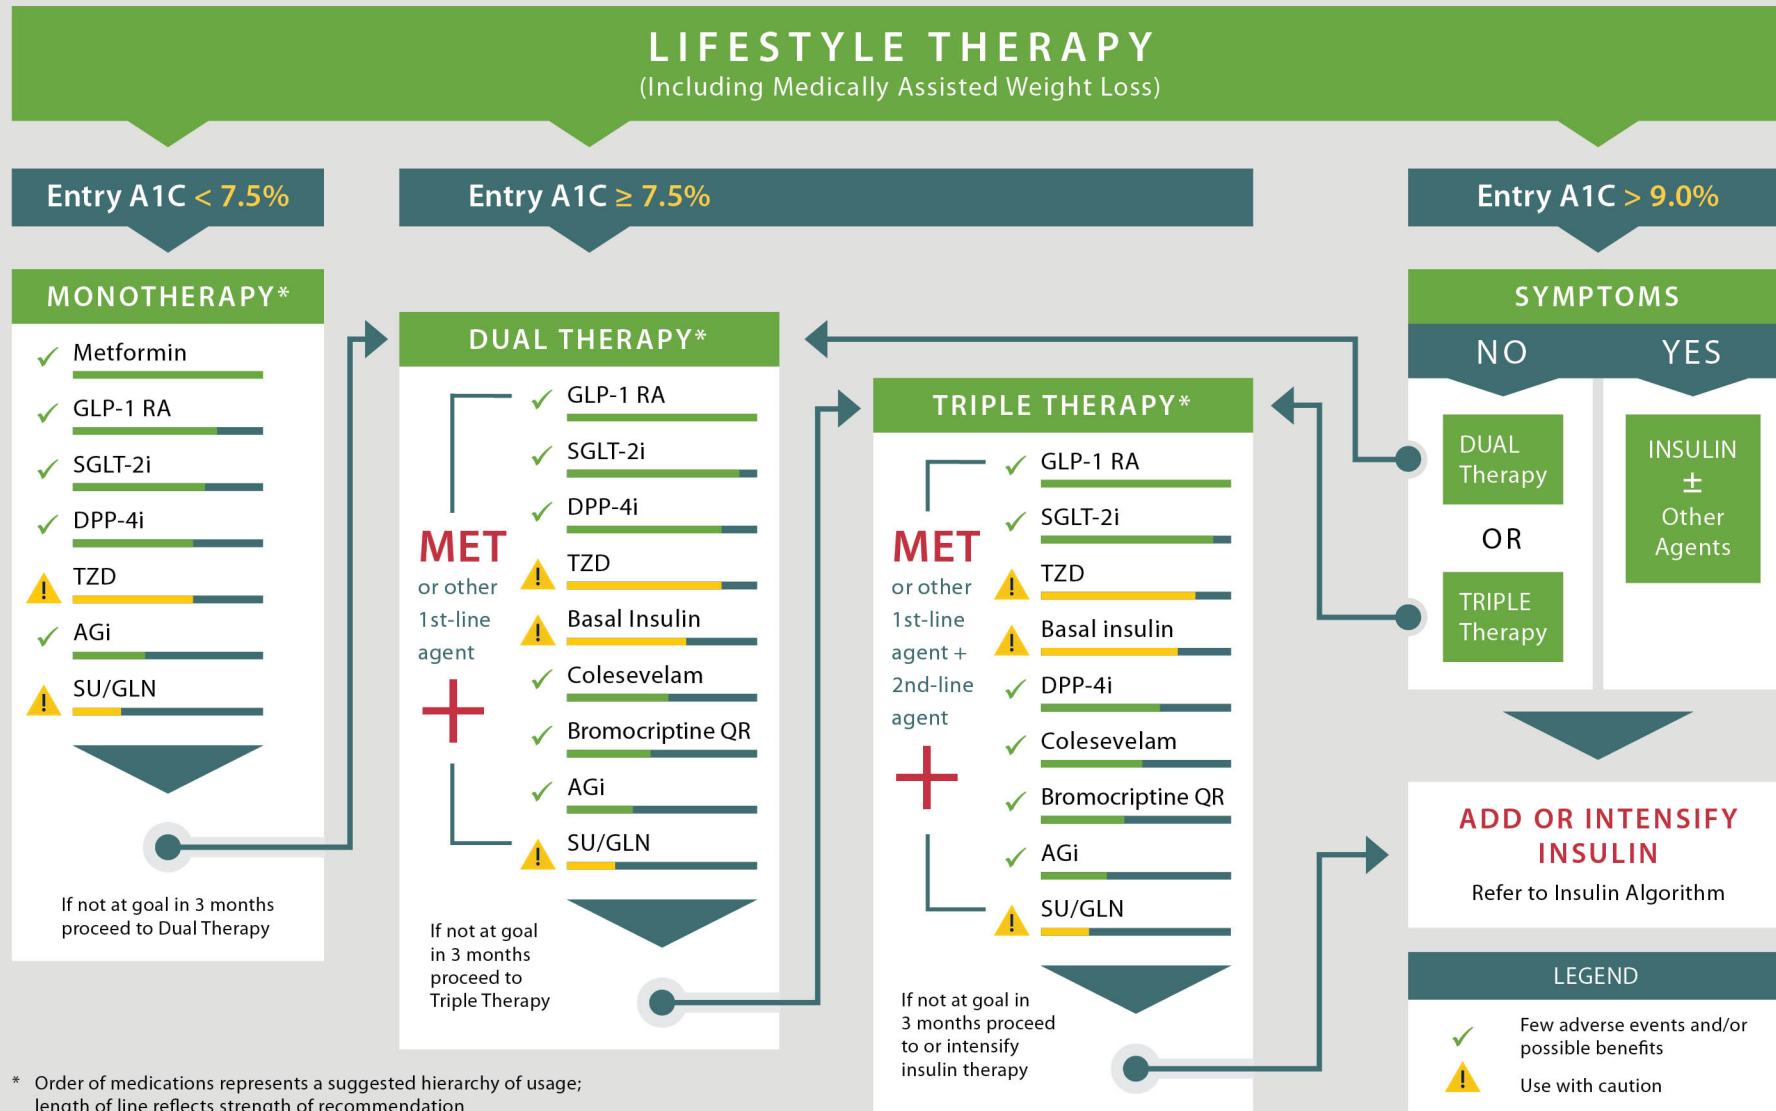 LIFESTYLE THERAPY
(Including Medically Assisted Weight Loss)
Entry A1C < 7.5%
Entry A1C ≥ 7.5%
Entry A1C > 9.0%
MONOTHERAPY*
Metformin
GLP-1 RA
SGLT-2i
DPP-4i
TZD
AGi
SU/GLN
If not at goal in 3 months
proceed to Dual Therapy
DUAL THERAPY*
GLP-1 RA
SGLT-2i
DPP-4i
TZD
Basal Insulin
Colesevelam
Bromocriptine QR
AGi
SU/GLN
MET
or other
1st-line
agent
+
If not at goal
in 3 months
proceed to
Triple Therapy
TRIPLE THERAPY*
GLP-1 RA
SGLT-2i
TZD
Basal insulin
DPP-4i
Colesevelam
Bromocriptine QR
AGi
SU/GLN
MET
or other
1st-line
agent +
2nd-line
agent
+
If not at goal in
3 months proceed
to or intensify
insulin therapy
SYMPTOMS
NO
YES
DUAL
Therapy
OR
TRIPLE
Therapy
INSULIN
±
Other
Agents
ADD OR INTENSIFY
INSULIN
Refer to Insulin Algorithm
LEGEND
Few adverse events and/or
possible benefits
Use with caution
* Order of medications represents a suggested hierarchy of usage;
length of line reflects strength of recommendation